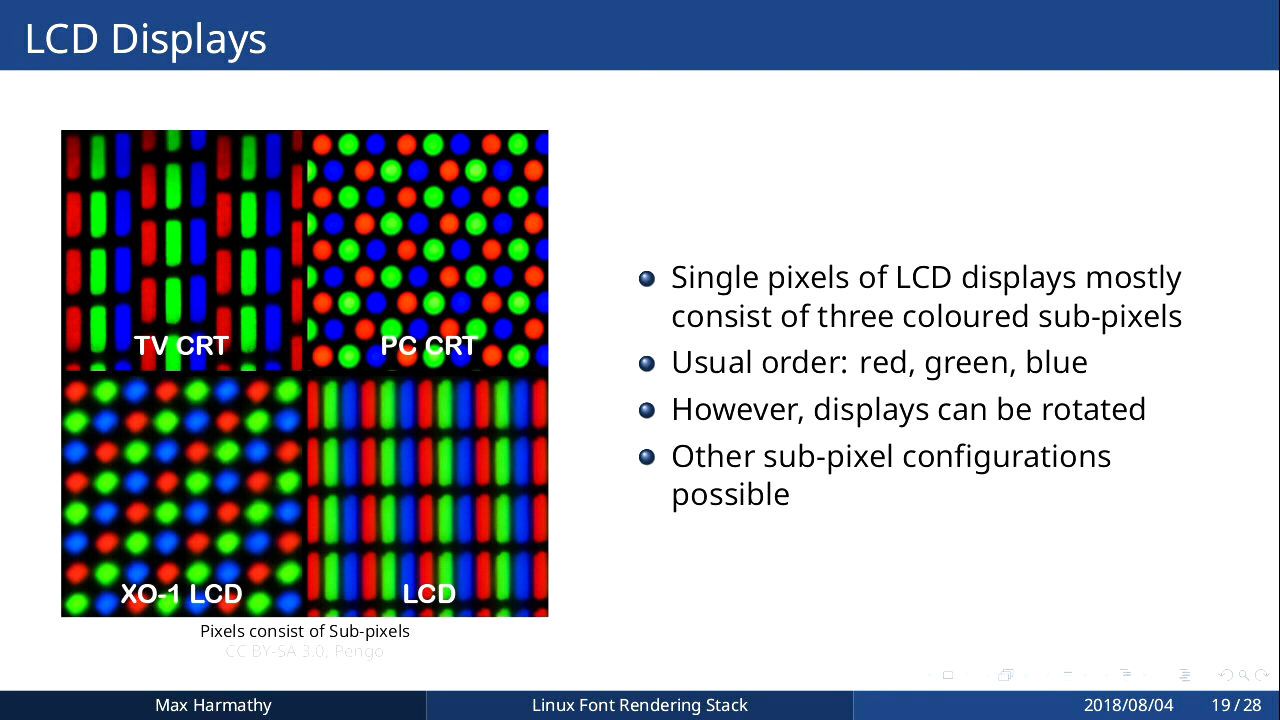 LCD Displays
TV CRT
PC CRT
XO-1 LCD
LCD
Pixels consist of Sub-pixels
CC BY-SA 3.0, Pengo
Single pixels of LCD displays mostly
consist of three coloured sub-pixels
Usual order: red, green, blue
However, displays can be rotated
Other sub-pixel configurations
possible
Max Harmathy
Linux Font Rendering Stack
2018/08/04
19 / 28